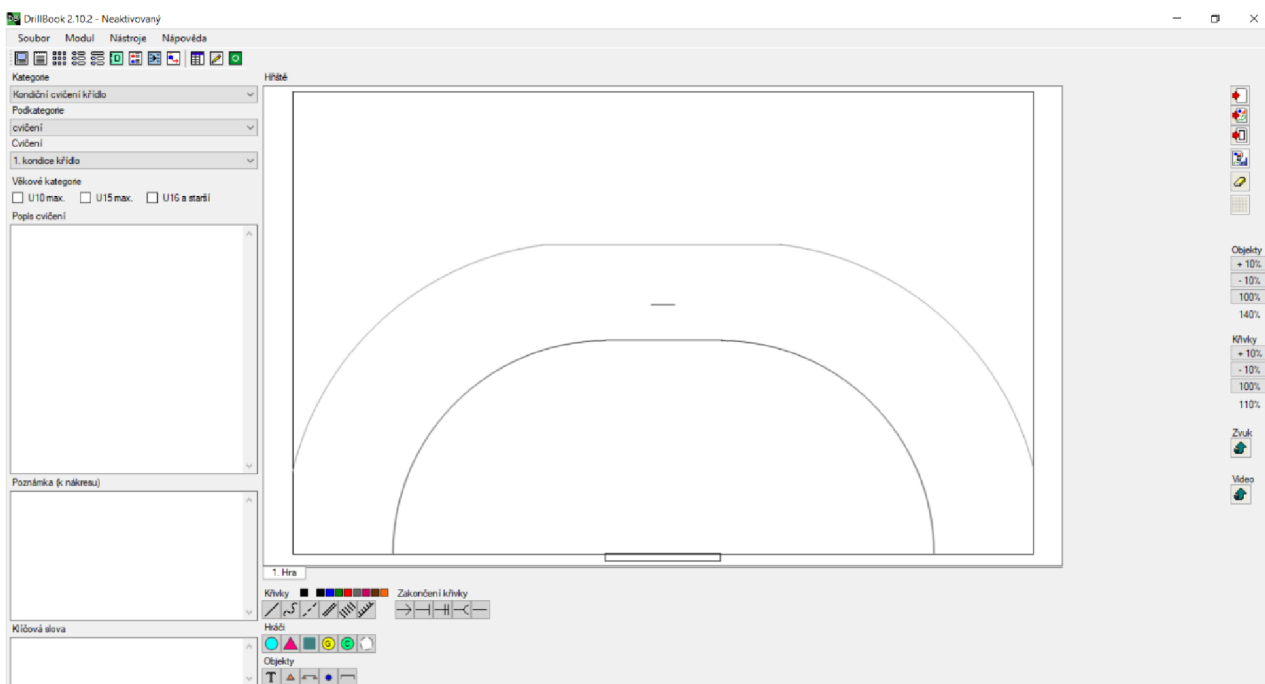 DrillBook 2.10.2 - Neaktivovaný
Soubor Modul Nástroje Nápověda
Kategorie
Kondiční cvičení křídlo
Podkategorie
cvičení
Cvičení
1. kondice křídlo
Věkové kategorie
U10 max. U15 max. U16 a starší
Popis cvičení
Poznámka (k nákresu)
Klíčová slova
Hřiště
1. Hra
Křivky Zakončení křivky
Hráči
G C
Objekty
T
Objekty
+ 10%
- 10%
100%
140%
Křivky
+ 10%
- 10%
100%
110%
Zvuk
Video